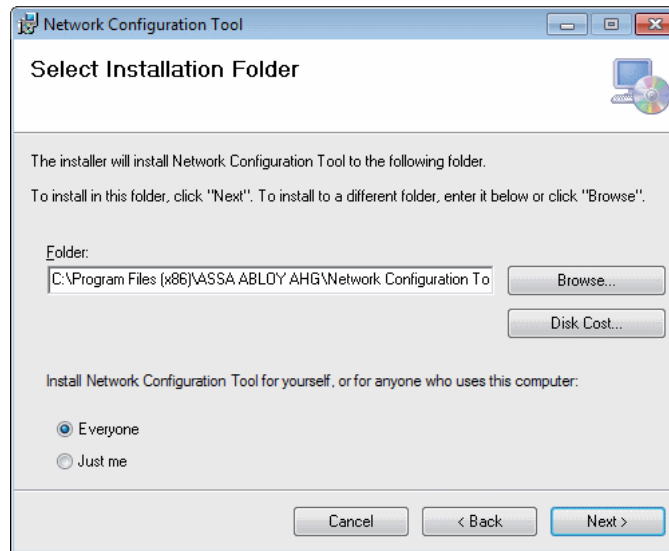 Network Configuration Tool
Select Installation Folder
The installer will install Network Configuration Tool to the following folder.
To install in this folder, click "Next". To install to a different folder, enter it below or click "Browse".
Folder:
C:\Program Files (x86)\ASSA ABLOY AHG\Network Configuration To
Browse...
Disk Cost...
Install Network Configuration Tool for yourself, or for anyone who uses this computer:
Everyone
Just me
Cancel
< Back
Next >